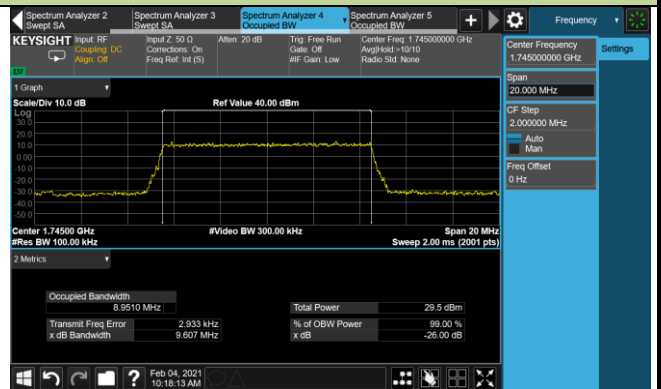 Spectrum Analyzer 2
Swept SA
Spectrum Analyzer 3
Swept SA
Spectrum Analyzer 4
Occupied BW
Spectrum Analyzer 5
Occupied BW
+
Frequency
KEYSIGHT
Input: RF
Coupling: DC
Align: Off
Input Z: 50 Ω
Corrections: On
Freq Ref: Int (S)
Atten: 20 dB
Trig: Free Run
Gate: Off
#IF Gain: Low
Center Freq: 1.745000000 GHz
Avg|Hold:>10/10
Radio Std: None
Center Frequency
1.745000000 GHz
Settings
Span
20.000 MHz
CF Step
2.000000 MHz
Auto
Man
Freq Offset
0 Hz
1 Graph
Scale/Div 10.0 dB
Ref Value 40.00 dBm
Log
30.0
20.0
10.0
0.00
-10.0
-20.0
-30.0
-40.0
-50.0
Center 1.74500 GHz
#Video BW 300.00 kHz
Span 20 MHz
#Res BW 100.00 kHz
Sweep 2.00 ms (2001 pts)
2 Metrics
Occupied Bandwidth
8.9510 MHz
Total Power
29.5 dBm
Transmit Freq Error
2.933 kHz
% of OBW Power
99.00 %
x dB Bandwidth
9.607 MHz
x dB
-26.00 dB
?
Feb 04, 2021
10:18:13 AM